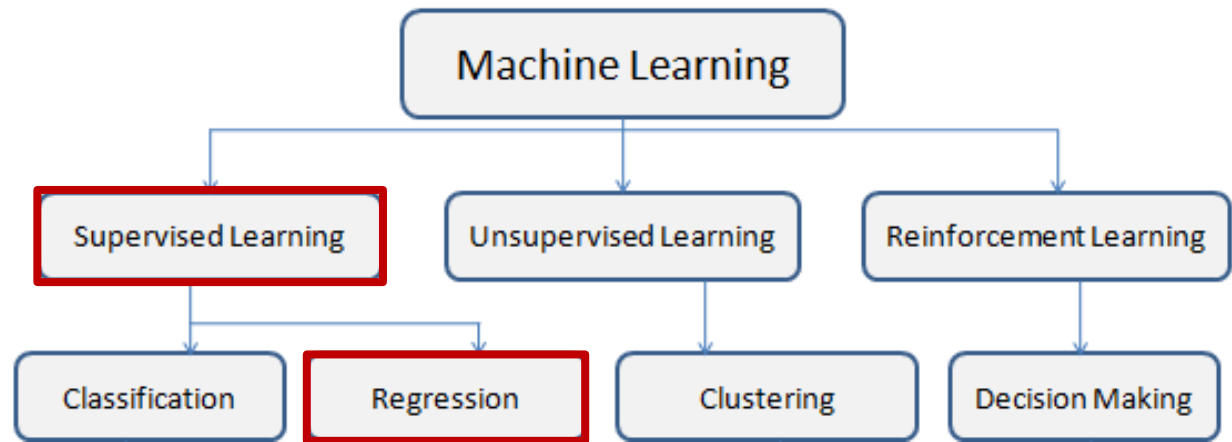 Machine Learning
Supervised Learning
Unsupervised Learning
Reinforcement Learning
Classification
Regression
Clustering
Decision Making